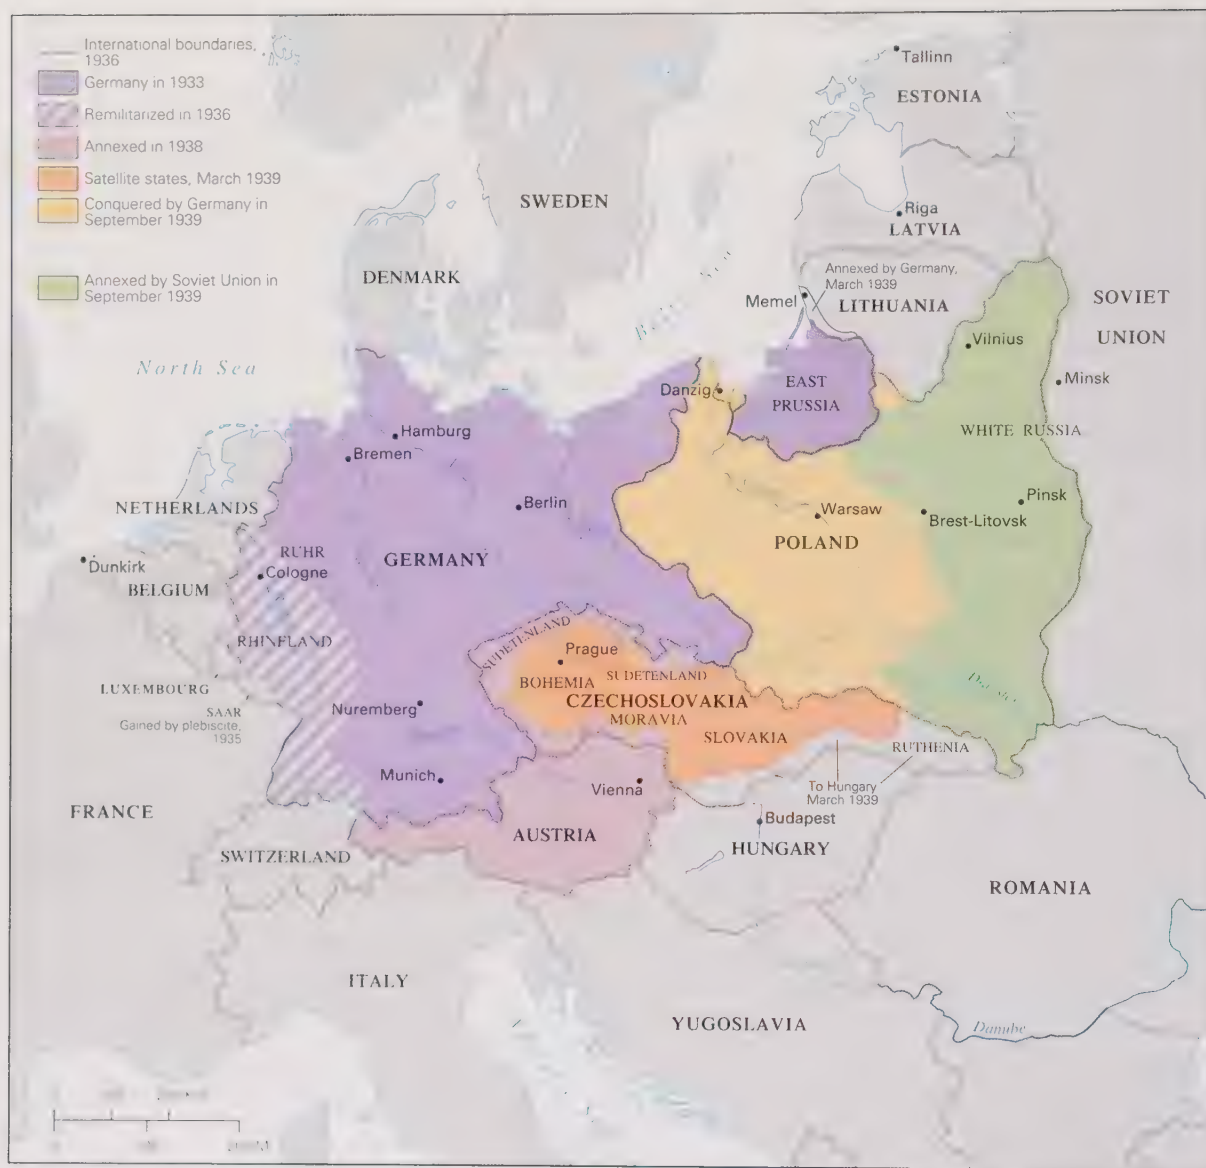 International boundaries,
1936
Germany in 1933
Remilitarized in 1936
Annexed in 1938
Satellite states, March 1939
Conquered by Germany in
September 1939
Annexed by Soviet Union in
September 1939
Tallinn
ESTONIA
SWEDEN
Riga
LATVIA
DENMARK
Annexed by Germany,
March 1939
Memel
LITHUANIA
SOVIET
UNION
Baltic Sea
North Sea
Vilnius
Minsk
Danzig
EAST
PRUSSIA
WHITE RUSSIA
Hamburg
Bremen
NETHERLANDS
Berlin
Warsaw
Pinsk
Brest-Litovsk
POLAND
Dunkirk
BELGIUM
RUHR
Cologne
GERMANY
RHINELAND
SUDETENLAND
Prague
BOHEMIA
SUDETENLAND
CZECHOSLOVAKIA
MORAVIA
SLOVAKIA
LUXEMBOURG
SAAR
Gained by plebiscite,
1935
Nuremberg
RUTHENIA
Munich
Vienna
To Hungary
March 1939
FRANCE
AUSTRIA
Budapest
HUNGARY
SWITZERLAND
ROMANIA
ITALY
YUGOSLAVIA
Danube